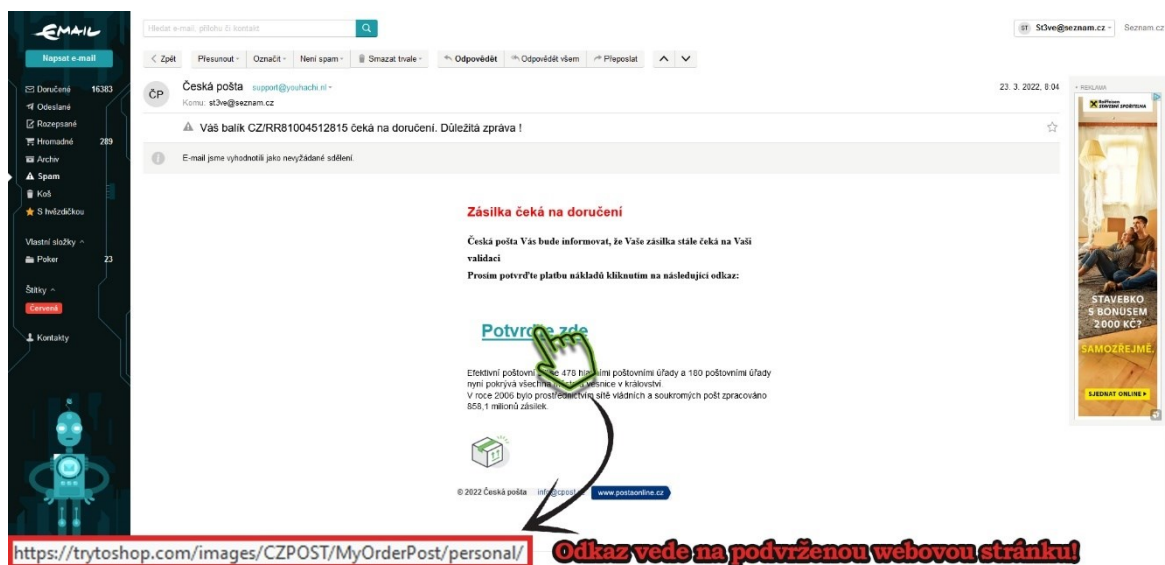 EMAIL
Hledat e-mail, přílohu či kontakt
St3ve@seznam.cz
Seznam.cz
Napsat e-mail
Zpět Přesunout Označit Není spam Smazat trvale Odpovědět Odpovědět všem Přeposlat
Doručené 16383
Odeslané
Rozepsané
Hromadné 289
Archiv
Spam
Koš
S hvězdičkou
Vlastní složky
Poker 23
Štítky
Červené
Kontakty
ČP
Česká pošta support@youhachi.nl
23. 3. 2022, 8:04
Komu: st3ve@seznam.cz
Váš balík CZ/RR81004512815 čeká na doručení. Důležitá zpráva !
E-mail jsme vyhodnotili jako nevyžádané sdělení.
Zásilka čeká na doručení
Česká pošta Vás bude informovat, že Vaše zásilka stále čeká na Vaši
validaci
Prosím potvrďte platbu nákladů kliknutím na následující odkaz:
Potvrďte zde
Efektivní poštovní se 478 hlavními poštovními úřady a 180 poštovními úřady
nyní pokrývá všechna vesnice v království.
V roce 2006 bylo prostřednictvím sítě vládních a soukromých pošt zpracováno
858,1 milionů zásilek.
© 2022 Česká pošta www.postaonline.cz
REKLAMA
Raiffeisen
STAVEBNÍ SPOŘITELNA
STAVEBKO
S BONUSEM
2 000 KČ?
SAMOZŘEJMĚ.
SJEDNAT ONLINE
https://trytoshop.com/images/CZPOST/MyOrderPost/personal/
Odkaz vede na podvrženou webovou stránku!